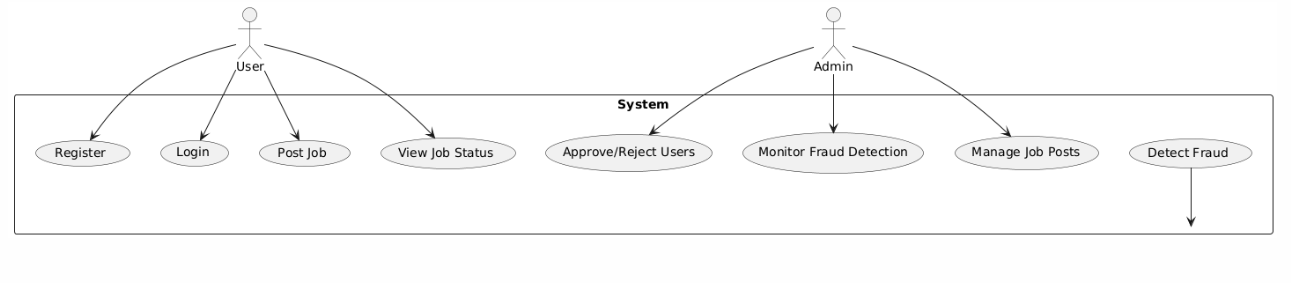 User
Admin
System
Register
Login
Post Job
View Job Status
Approve/Reject Users
Monitor Fraud Detection
Manage Job Posts
Detect Fraud